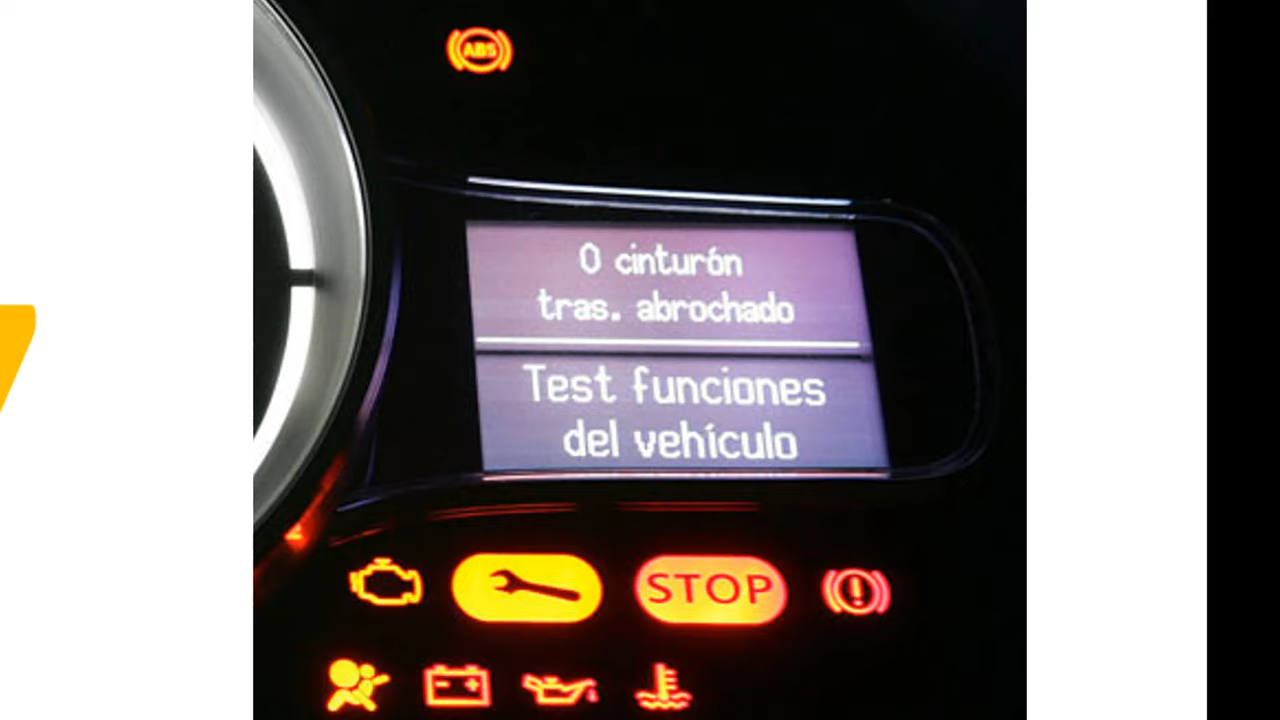 ABS
0 cinturón
tras. abrochado
Test funciones
del vehículo
STOP